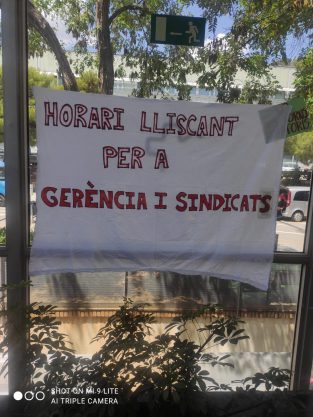 HORARI LLISCANT
PER A
GERÈNCIA I SINDICATS
SHOT ON MI 9 LITE
AI TRIPLE CAMERA